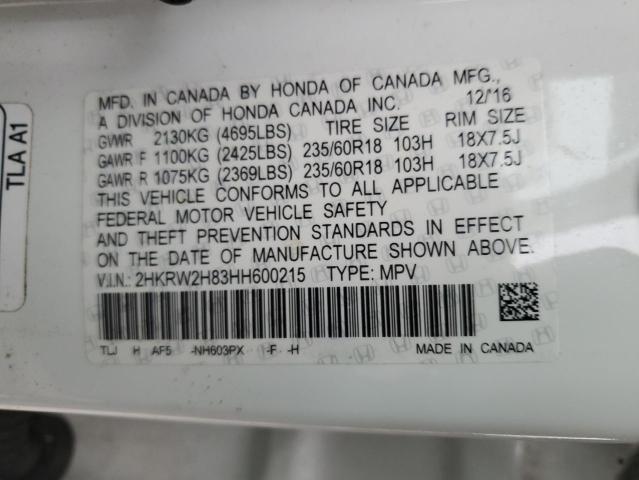 MFD. IN CANADA BY HONDA OF CANADA MFG.,
A DIVISION OF HONDA CANADA INC. 12/16
GVWR 2130KG (4695LBS) TIRE SIZE RIM SIZE
GAWR F 1100KG (2425LBS) 235/60R18 103H 18X7.5J
GAWR R 1075KG (2369LBS) 235/60R18 103H 18X7.5J
THIS VEHICLE CONFORMS TO ALL APPLICABLE
FEDERAL MOTOR VEHICLE SAFETY
AND THEFT PREVENTION STANDARDS IN EFFECT
ON THE DATE OF MANUFACTURE SHOWN ABOVE.
V.I.N.: 2HKRW2H83HH600215 TYPE: MPV
TLJ H AF5 -NH603PX -F -H MADE IN CANADA
TLA A1